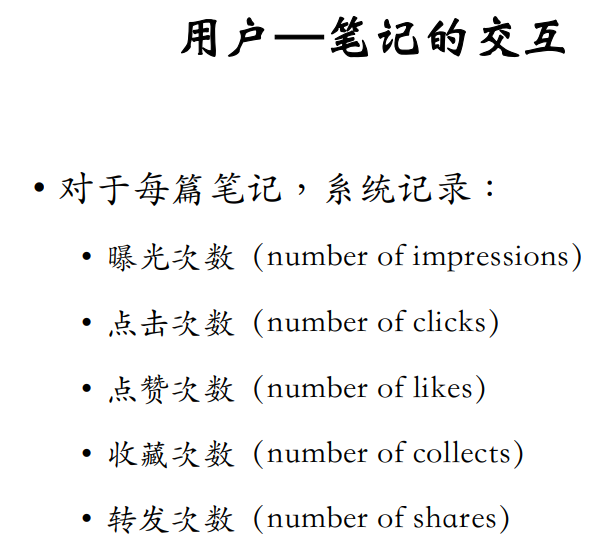 用户—笔记的交互
• 对于每篇笔记，系统记录：
• 曝光次数（number of impressions）
• 点击次数（number of clicks）
• 点赞次数（number of likes）
• 收藏次数（number of collects）
• 转发次数（number of shares）